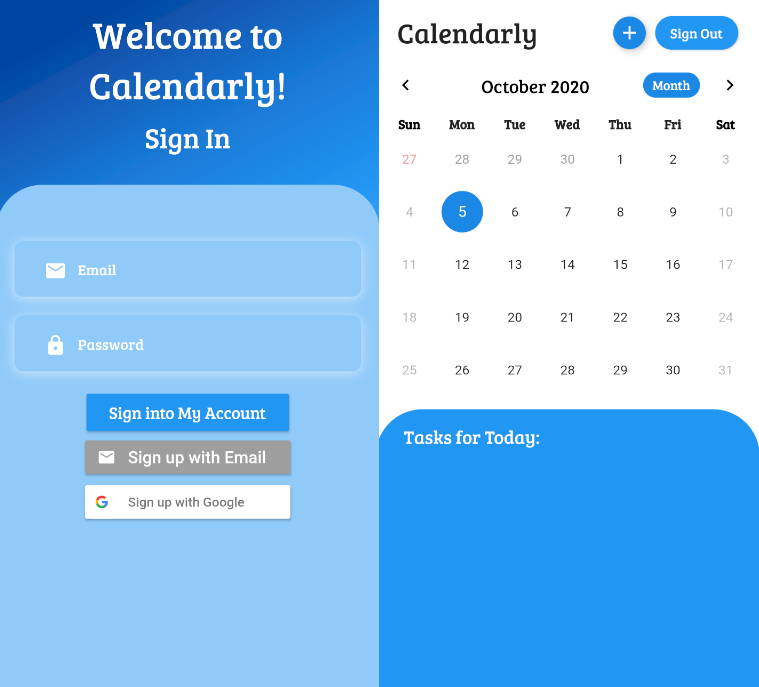 Welcome to
Calendarly!
Sign In
Email
Password
Sign into My Account
Sign up with Email
Sign up with Google
Calendarly
+ Sign Out
October 2020 Month
Sun Mon Tue Wed Thu Fri Sat
27 28 29 30 1 2 3
4 5 6 7 8 9 10
11 12 13 14 15 16 17
18 19 20 21 22 23 24
25 26 27 28 29 30 31
Tasks for Today: